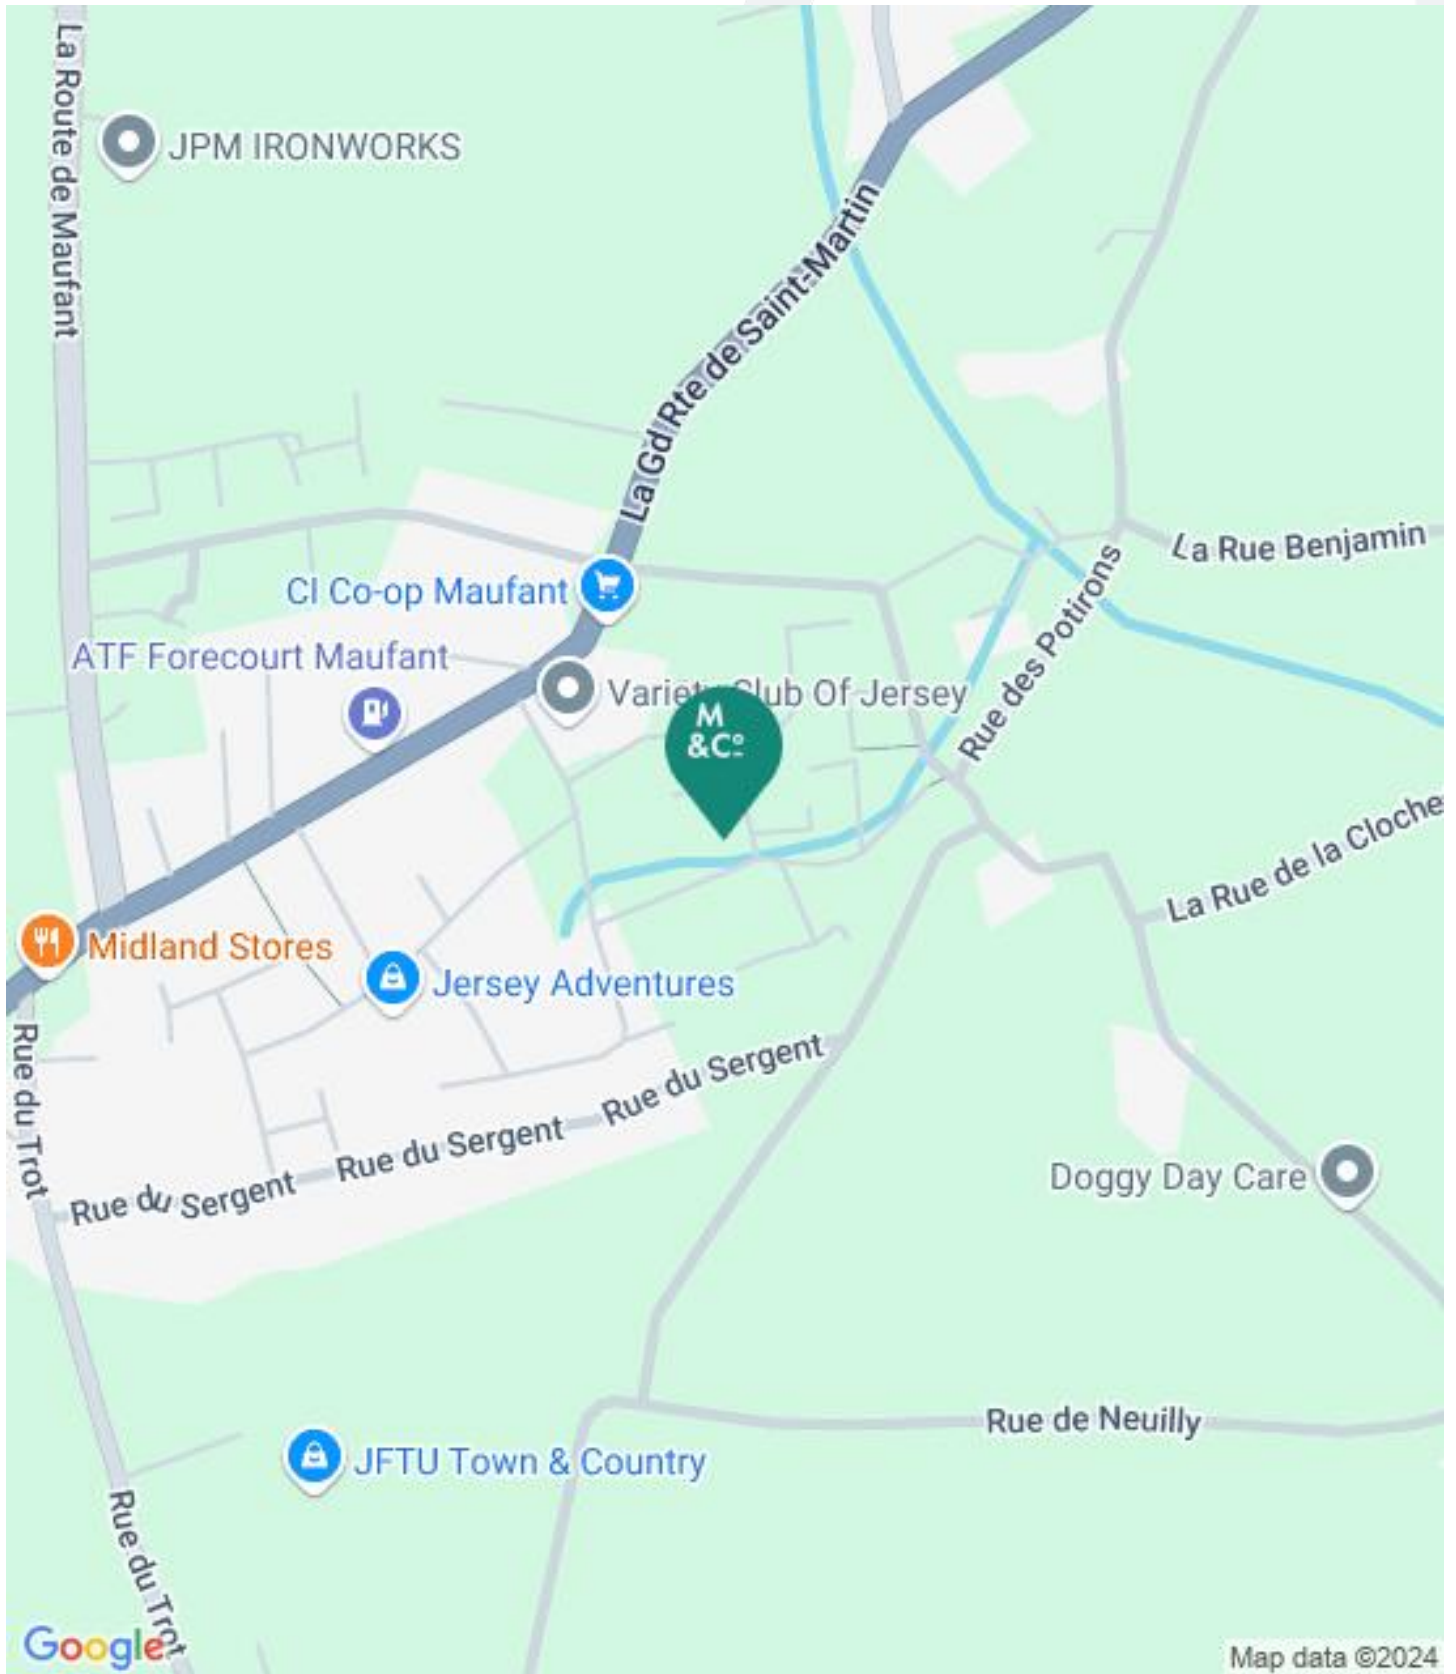 La Route de Maufant
JPM IRONWORKS
La Gd Rte de Saint-Martin
La Rue Benjamin
CI Co-op Maufant
Rue des Potirons
ATF Forecourt Maufant
Variety Club Of Jersey
M
&Co
La Rue de la Cloche
Midland Stores
Jersey Adventures
Rue du Trot
Rue du Sergent
Rue du Sergent
Rue du Sergent
Doggy Day Care
Rue de Neuilly
JFTU Town & Country
Rue du Trot
Google
Map data ©2024